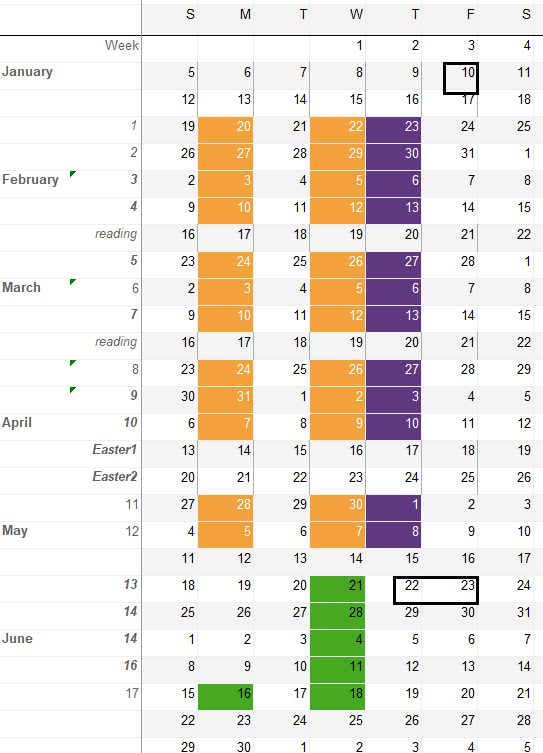 S M T W T F S
Week 1 2 3 4
January 5 6 7 8 9 10 11
12 13 14 15 16 17 18
1 19 20 21 22 23 24 25
2 26 27 28 29 30 31 1
February 3 2 3 4 5 6 7 8
4 9 10 11 12 13 14 15
reading 16 17 18 19 20 21 22
5 23 24 25 26 27 28 1
March 6 2 3 4 5 6 7 8
7 9 10 11 12 13 14 15
reading 16 17 18 19 20 21 22
8 23 24 25 26 27 28 29
9 30 31 1 2 3 4 5
April 10 6 7 8 9 10 11 12
Easter1 13 14 15 16 17 18 19
Easter2 20 21 22 23 24 25 26
11 27 28 29 30 1 2 3
May 12 4 5 6 7 8 9 10
11 12 13 14 15 16 17
13 18 19 20 21 22 23 24
14 25 26 27 28 29 30 31
June 14 1 2 3 4 5 6 7
16 8 9 10 11 12 13 14
17 15 16 17 18 19 20 21
22 23 24 25 26 27 28
29 30 1 2 3 4 5